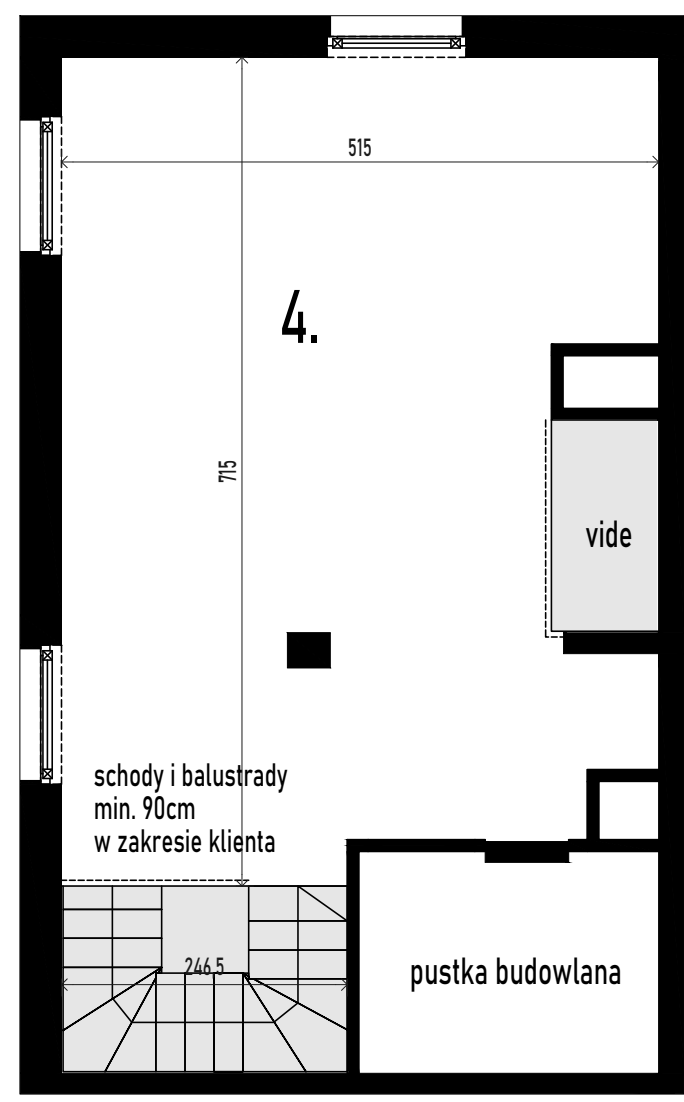 515
4.
715
vide
schody i balustrady
min. 90cm
w zakresie klienta
246,5
pustka budowlana